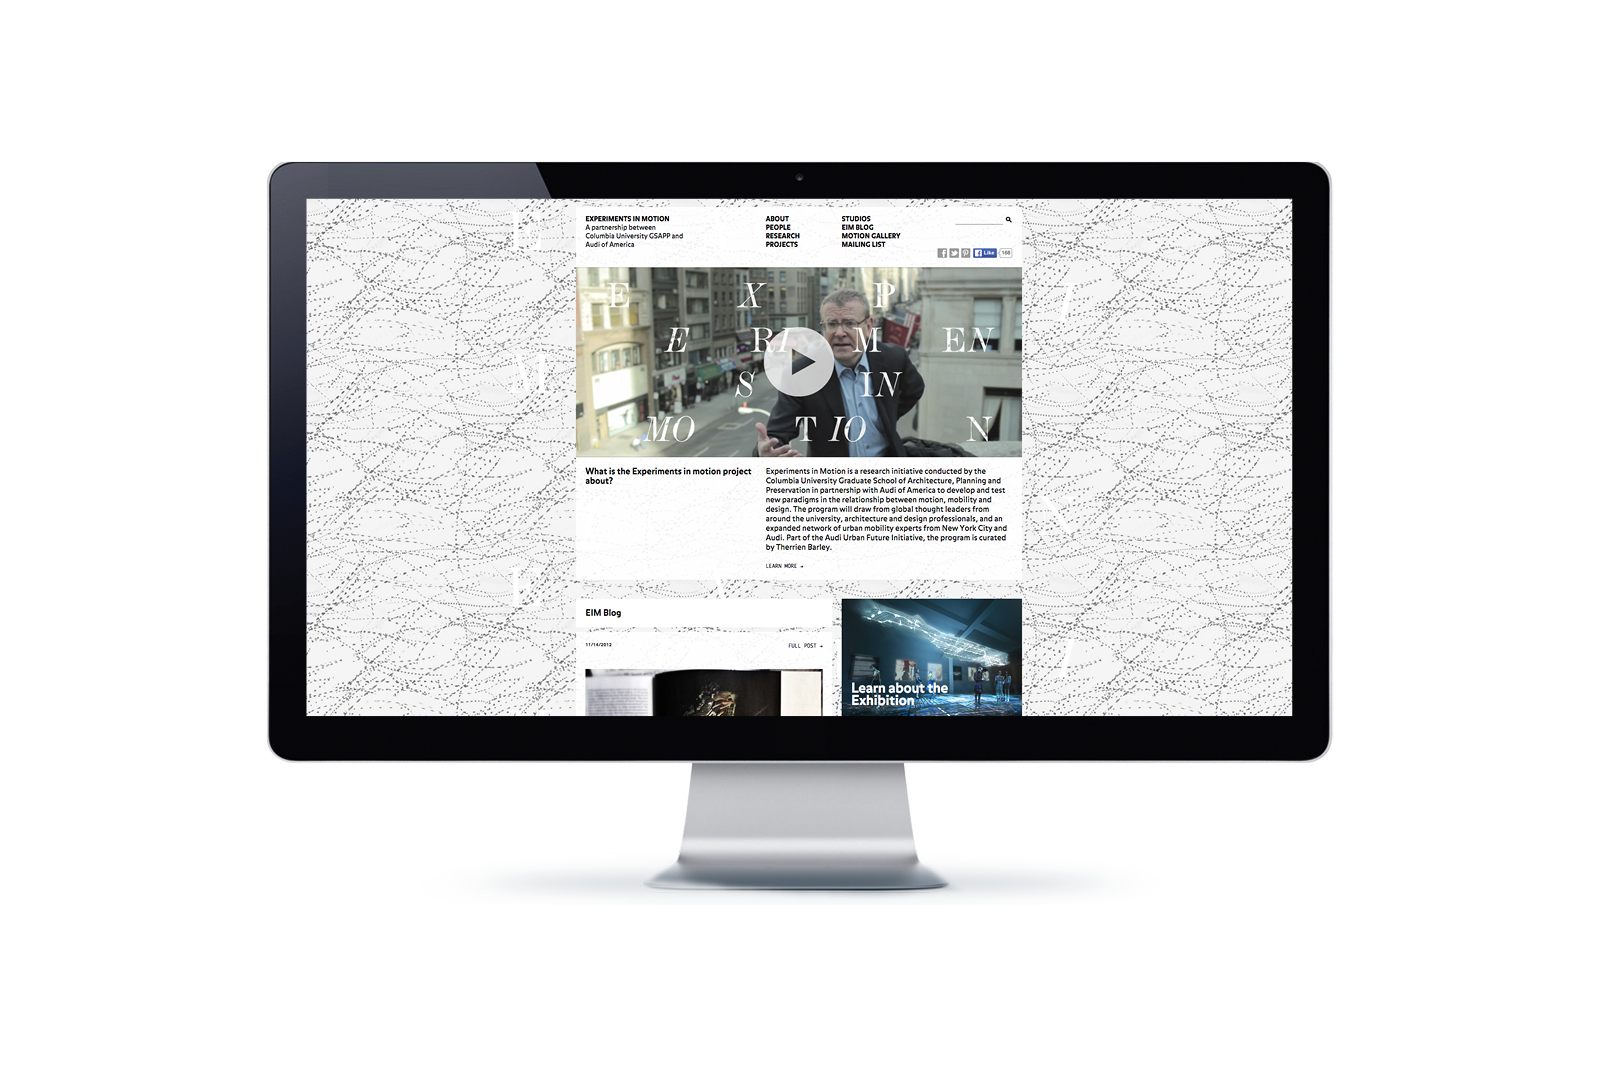 EXPERIMENTS IN MOTION
A partnership between
Columbia University GSAPP and
Audi of America
ABOUT
PEOPLE
RESEARCH
PROJECTS
STUDIOS
EIM BLOG
MOTION GALLERY
MAILING LIST
Like 168
E X P
E RI M EN
S IN
MO T IO N
What is the Experiments in motion project
about?
Experiments in Motion is a research initiative conducted by the
Columbia University Graduate School of Architecture, Planning and
Preservation in partnership with Audi of America to develop and test
new paradigms in the relationship between motion, mobility and
design. The program will draw from global thought leaders from
around the university, architecture and design professionals, and an
expanded network of urban mobility experts from New York City and
Audi. Part of the Audi Urban Future Initiative, the program is curated
by Therrien Barley.
LEARN MORE →
EIM Blog
11/14/2012
FULL POST →
Learn about the
Exhibition